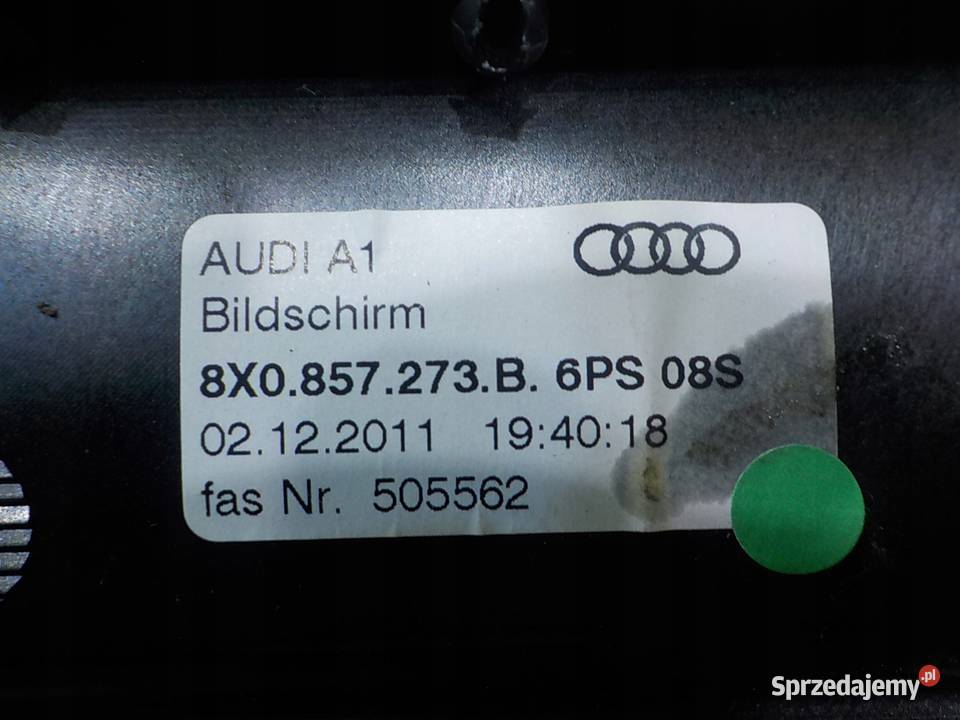 AUDI A1
Bildschirm
8X0.857.273.B. 6PS 08S
02.12.2011 19:40:18
fas Nr. 505562
Sprzedajemy.pl